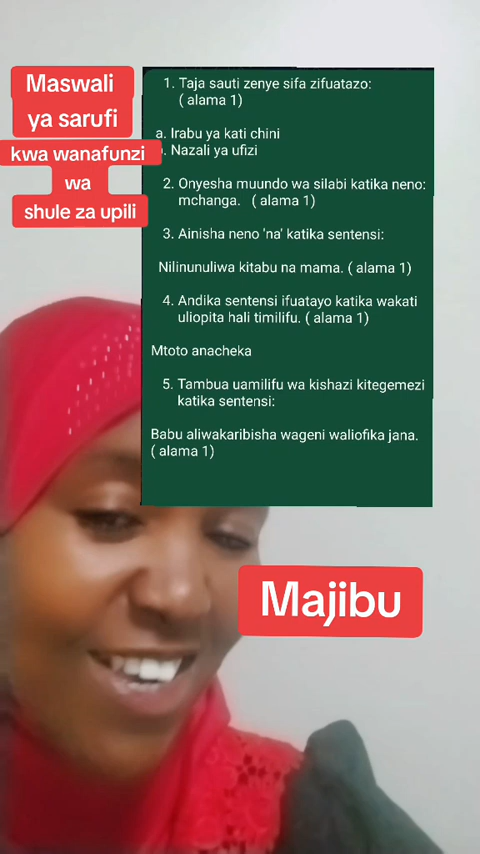 Maswali
ya sarufi
kwa wanafunzi
wa
shule za upili
1. Taja sauti zenye sifa zifuatazo:
( alama 1)
a. Irabu ya kati chini
. Nazali ya ufizi
2. Onyesha muundo wa silabi katika neno:
mchanga. ( alama 1)
3. Ainisha neno 'na' katika sentensi:
Nilinunuliwa kitabu na mama. ( alama 1)
4. Andika sentensi ifuatayo katika wakati
uliopita hali timilifu. ( alama 1)
Mtoto anacheka
5. Tambua uamilifu wa kishazi kitegemezi
katika sentensi:
Babu aliwakaribisha wageni waliofika jana.
( alama 1)
Majibu